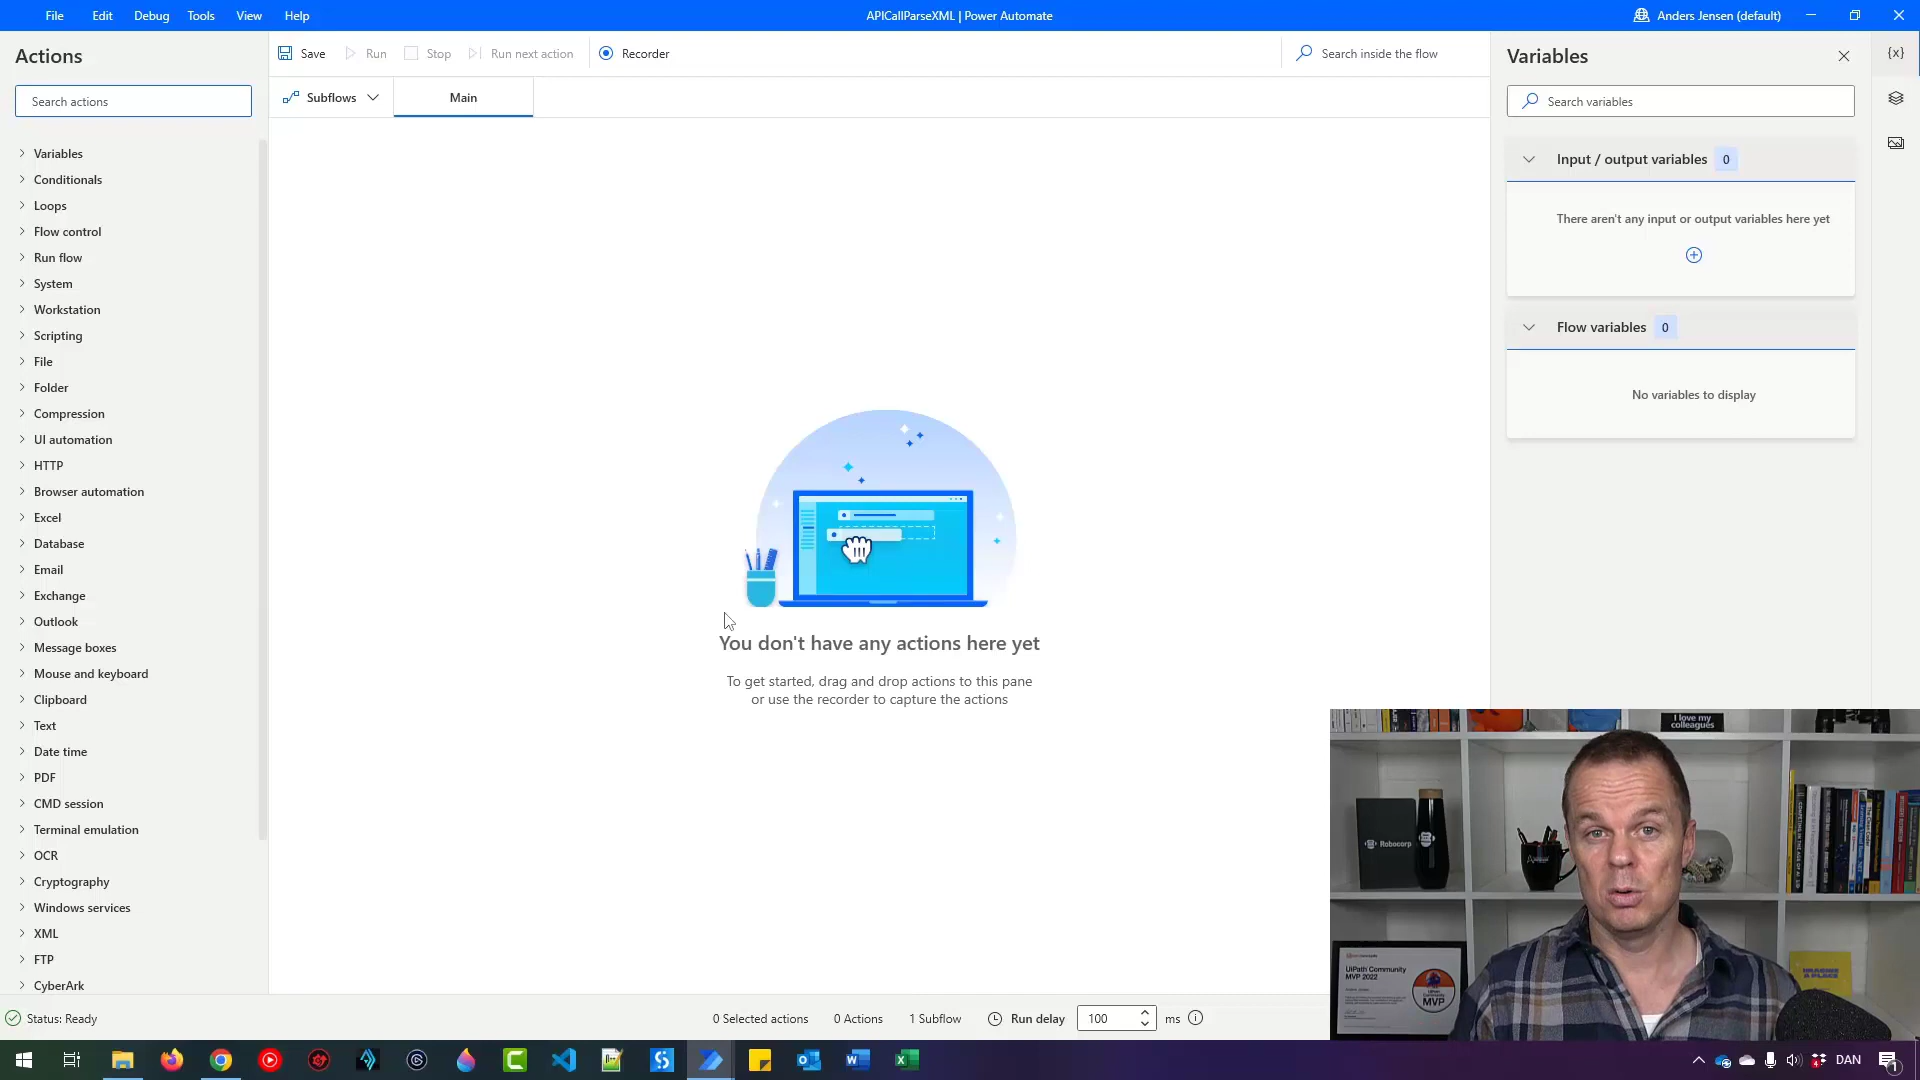 File Edit Debug Tools View Help
APICallParseXML | Power Automate
Anders Jensen (default)
Actions
Search actions
Variables
Conditionals
Loops
Flow control
Run flow
System
Workstation
Scripting
File
Folder
Compression
UI automation
HTTP
Browser automation
Excel
Database
Email
Exchange
Outlook
Message boxes
Mouse and keyboard
Clipboard
Text
Date time
PDF
CMD session
Terminal emulation
OCR
Cryptography
Windows services
XML
FTP
CyberArk
Save Run Stop Run next action Recorder
Search inside the flow
Subflows Main
You don't have any actions here yet
To get started, drag and drop actions to this pane
or use the recorder to capture the actions
Variables
{x}
Search variables
Input / output variables 0
There aren't any input or output variables here yet
Flow variables 0
No variables to display
I love my
colleagues
Robocorp
UiPath Community
MVP 2022
MVP
Status: Ready
0 Selected actions 0 Actions 1 Subflow Run delay 100 ms
DAN
1